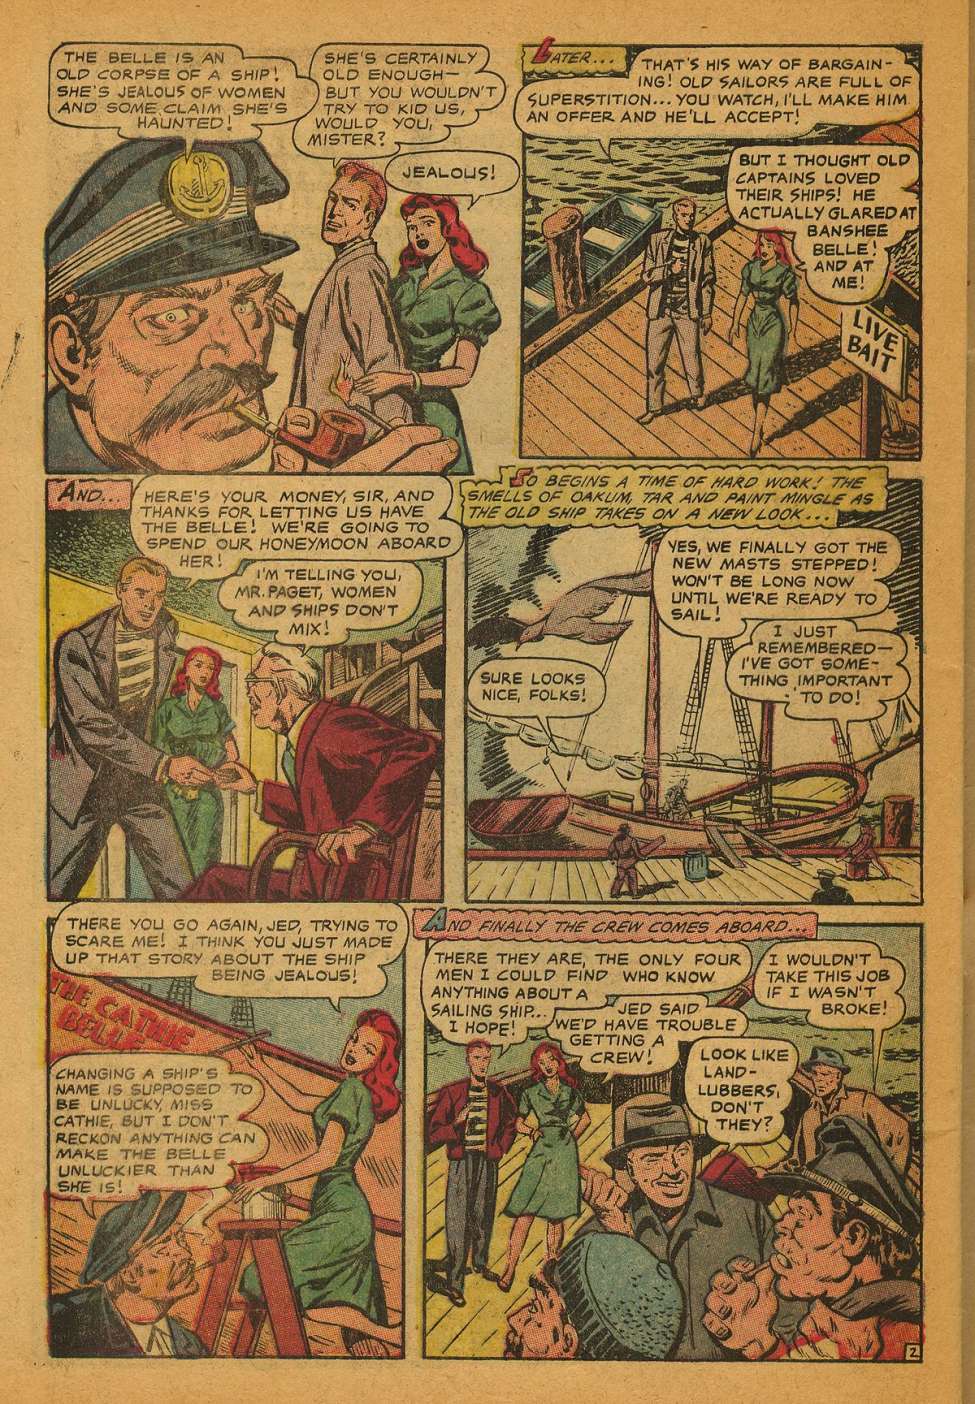 THE BELLE IS AN
OLD CORPSE OF A SHIP!
SHE'S JEALOUS OF WOMEN
AND SOME CLAIM SHE'S
HAUNTED!
SHE'S CERTAINLY
OLD ENOUGH—
BUT YOU WOULDN'T
TRY TO KID US,
WOULD YOU,
MISTER?
JEALOUS!
LATER...
THAT'S HIS WAY OF BARGAIN-
ING! OLD SAILORS ARE FULL OF
SUPERSTITION... YOU WATCH, I'LL MAKE HIM
AN OFFER AND HE'LL ACCEPT!
BUT I THOUGHT OLD
CAPTAINS LOVED
THEIR SHIPS! HE
ACTUALLY GLARED AT
BANSHEE
BELLE!
AND AT
ME!
LIVE
BAIT
AND...
HERE'S YOUR MONEY, SIR, AND
THANKS FOR LETTING US HAVE
THE BELLE! WE'RE GOING TO
SPEND OUR HONEYMOON ABOARD
HER!
I'M TELLING YOU,
MR. PAGET, WOMEN
AND SHIPS DON'T
MIX!
SO BEGINS A TIME OF HARD WORK! THE
SMELLS OF OAKUM, TAR AND PAINT MINGLE AS
THE OLD SHIP TAKES ON A NEW LOOK...
YES, WE FINALLY GOT THE
NEW MASTS STEPPED!
WON'T BE LONG NOW
UNTIL WE'RE READY TO
SAIL!
SURE LOOKS
NICE, FOLKS!
I JUST
REMEMBERED—
I'VE GOT SOME-
THING IMPORTANT
TO DO!
THERE YOU GO AGAIN, JED, TRYING TO
SCARE ME! I THINK YOU JUST MADE
UP THAT STORY ABOUT THE SHIP
BEING JEALOUS!
THE CATHIE
BELLE
CHANGING A SHIP'S
NAME IS SUPPOSED TO
BE UNLUCKY, MISS
CATHIE, BUT I DON'T
RECKON ANYTHING CAN
MAKE THE BELLE
UNLUCKIER THAN
SHE IS!
AND FINALLY THE CREW COMES ABOARD...
THERE THEY ARE, THE ONLY FOUR
MEN I COULD FIND WHO KNOW
ANYTHING ABOUT A
SAILING SHIP...
I HOPE!
JED SAID
WE'D HAVE TROUBLE
GETTING A
CREW!
I WOULDN'T
TAKE THIS JOB
IF I WASN'T
BROKE!
LOOK LIKE
LAND-
LUBBERS,
DON'T
THEY?
2